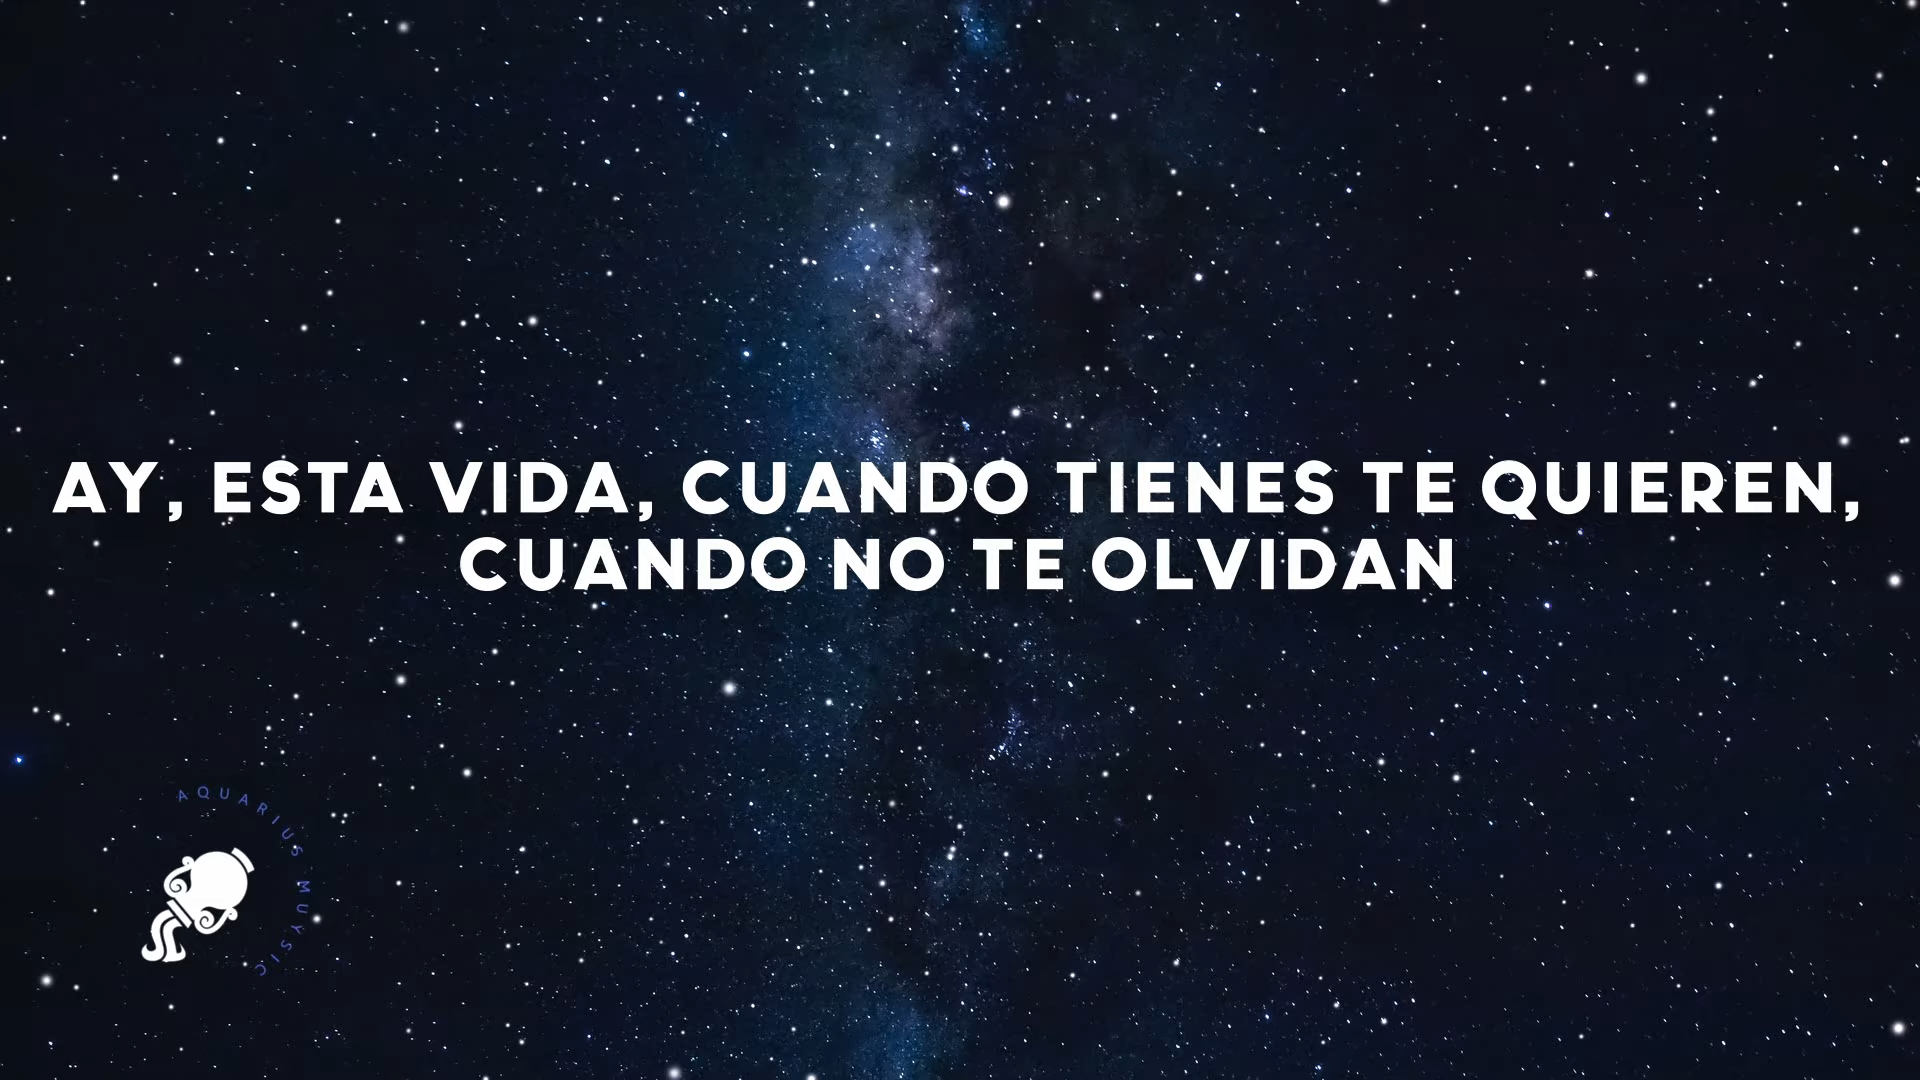 AY, ESTA VIDA, CUANDO TIENES TE QUIEREN,
CUANDO NO TE OLVIDAN
AQUARIUS MUYSIC